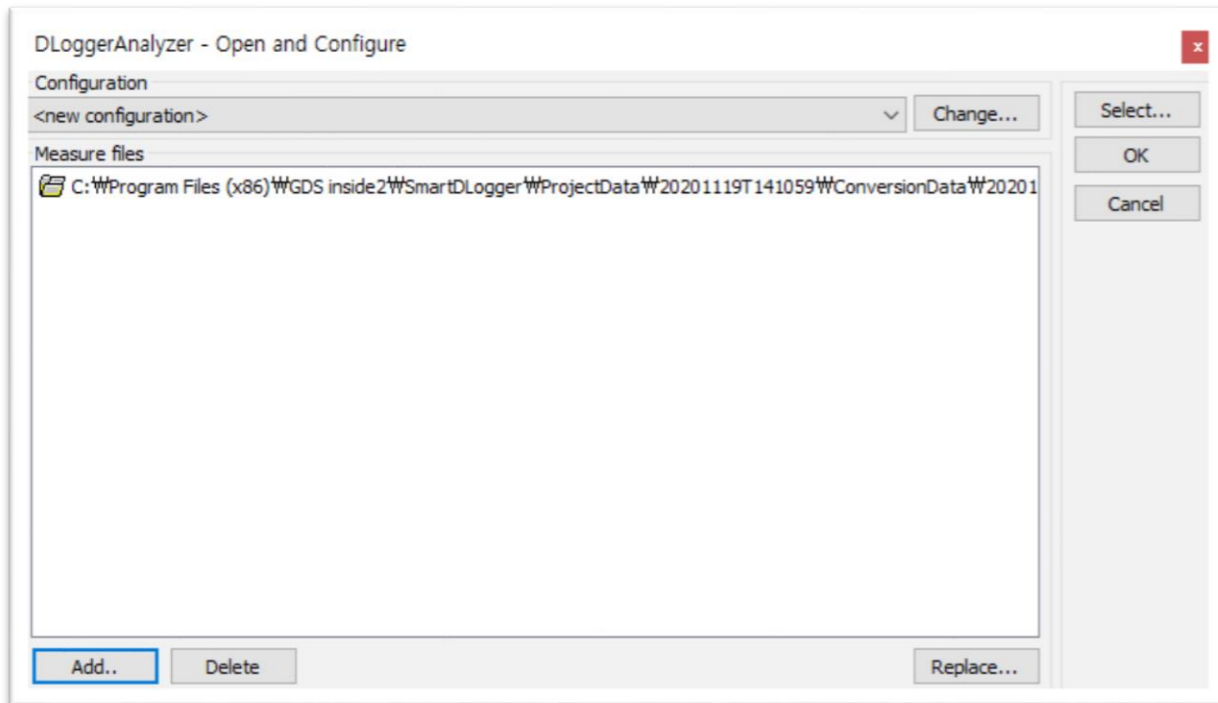 DLoggerAnalyzer - Open and Configure
x
Configuration
<new configuration>
Change...
Select...
Measure files
OK
C:₩Program Files (x86)₩GDS inside2₩SmartDLogger₩ProjectData₩20201119T141059₩ConversionData₩20201
Cancel
Add..
Delete
Replace...